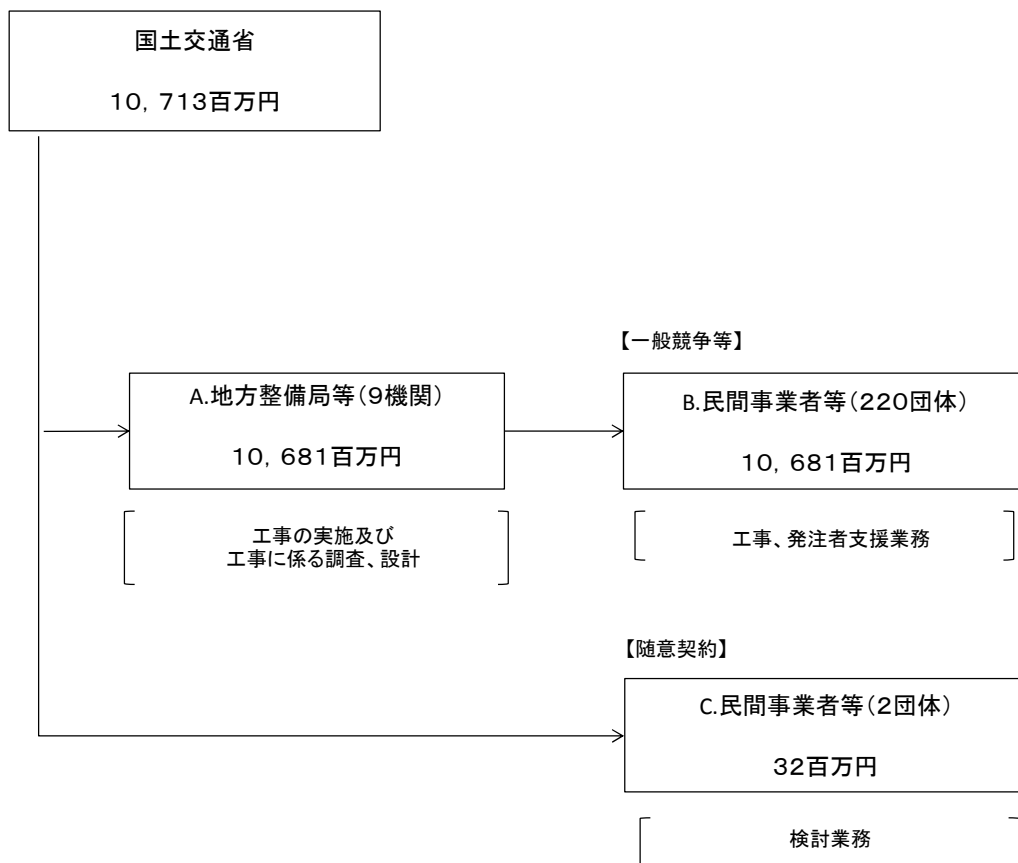 国土交通省
１０，７１３百万円
【一般競争等】
A.地方整備局等（９機関）
１０，６８１百万円
B.民間事業者等（２２０団体）
１０，６８１百万円
工事の実施及び
工事に係る調査、設計
工事、発注者支援業務
【随意契約】
C.民間事業者等（２団体）
３２百万円
検討業務